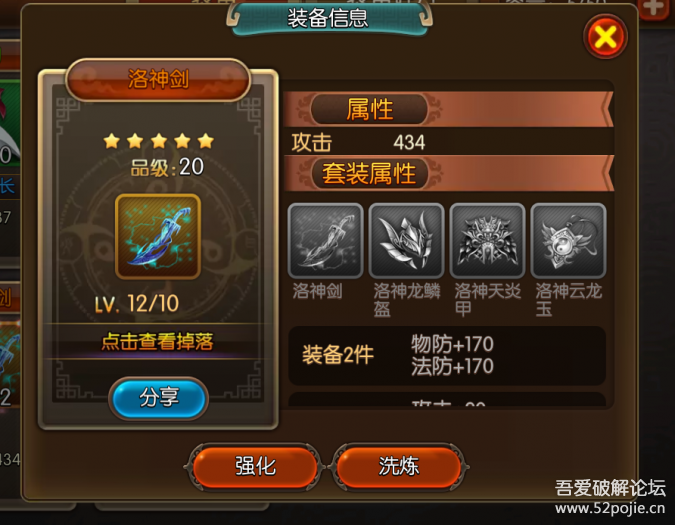 装备信息
洛神剑
品级:20
LV. 12/10
点击查看掉落
分享
属性
攻击 434
套装属性
洛神剑
洛神龙鳞
盔
洛神天炎
甲
洛神云龙
玉
装备2件
物防+170
法防+170
强化
洗炼
长
剑
吾爱破解论坛
www.52pojie.cn